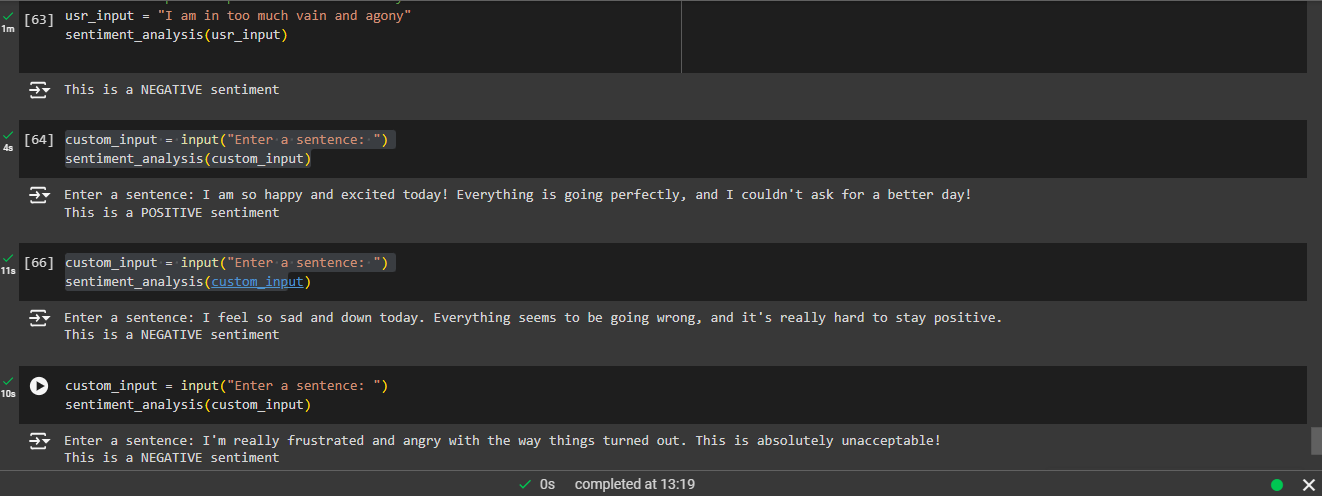 [63] usr_input = "I am in too much vain and agony"
1m
sentiment_analysis(usr_input)
This is a NEGATIVE sentiment
[64] custom_input = input("Enter a sentence: ")
4s
sentiment_analysis(custom_input)
Enter a sentence: I am so happy and excited today! Everything is going perfectly, and I couldn't ask for a better day!
This is a POSITIVE sentiment
[66] custom_input = input("Enter a sentence: ")
11s
sentiment_analysis(custom_input)
Enter a sentence: I feel so sad and down today. Everything seems to be going wrong, and it's really hard to stay positive.
This is a NEGATIVE sentiment
custom_input = input("Enter a sentence: ")
10s
sentiment_analysis(custom_input)
Enter a sentence: I'm really frustrated and angry with the way things turned out. This is absolutely unacceptable!
This is a NEGATIVE sentiment
0s completed at 13:19